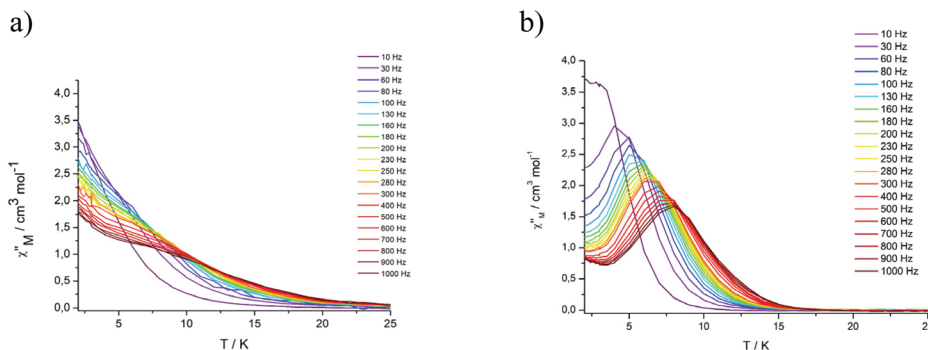 a)
χ''M / cm3 mol-1
4,0
3,5
3,0
2,5
2,0
1,5
1,0
0,5
0,0
5
10
15
20
25
T / K
10 Hz
30 Hz
60 Hz
80 Hz
100 Hz
130 Hz
160 Hz
180 Hz
200 Hz
230 Hz
250 Hz
280 Hz
300 Hz
400 Hz
500 Hz
600 Hz
700 Hz
800 Hz
900 Hz
1000 Hz
b)
χ''M / cm3 mol-1
4,0
3,5
3,0
2,5
2,0
1,5
1,0
0,5
0,0
5
10
15
20
25
T / K
10 Hz
30 Hz
60 Hz
80 Hz
100 Hz
130 Hz
160 Hz
180 Hz
200 Hz
230 Hz
250 Hz
280 Hz
300 Hz
400 Hz
500 Hz
600 Hz
700 Hz
800 Hz
900 Hz
1000 Hz